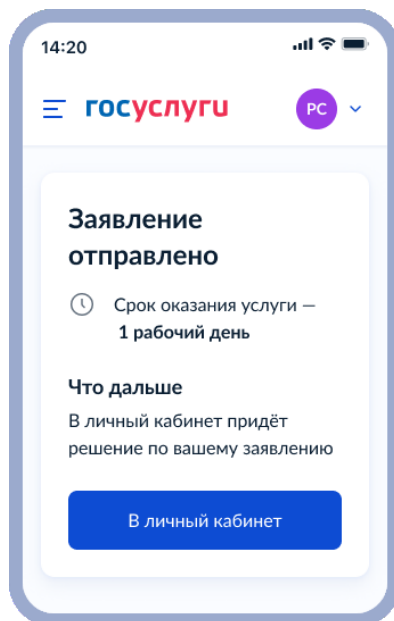 14:20
госуслуги
РС
Заявление
отправлено
Срок оказания услуги —
1 рабочий день
Что дальше
В личный кабинет придёт
решение по вашему заявлению
В личный кабинет